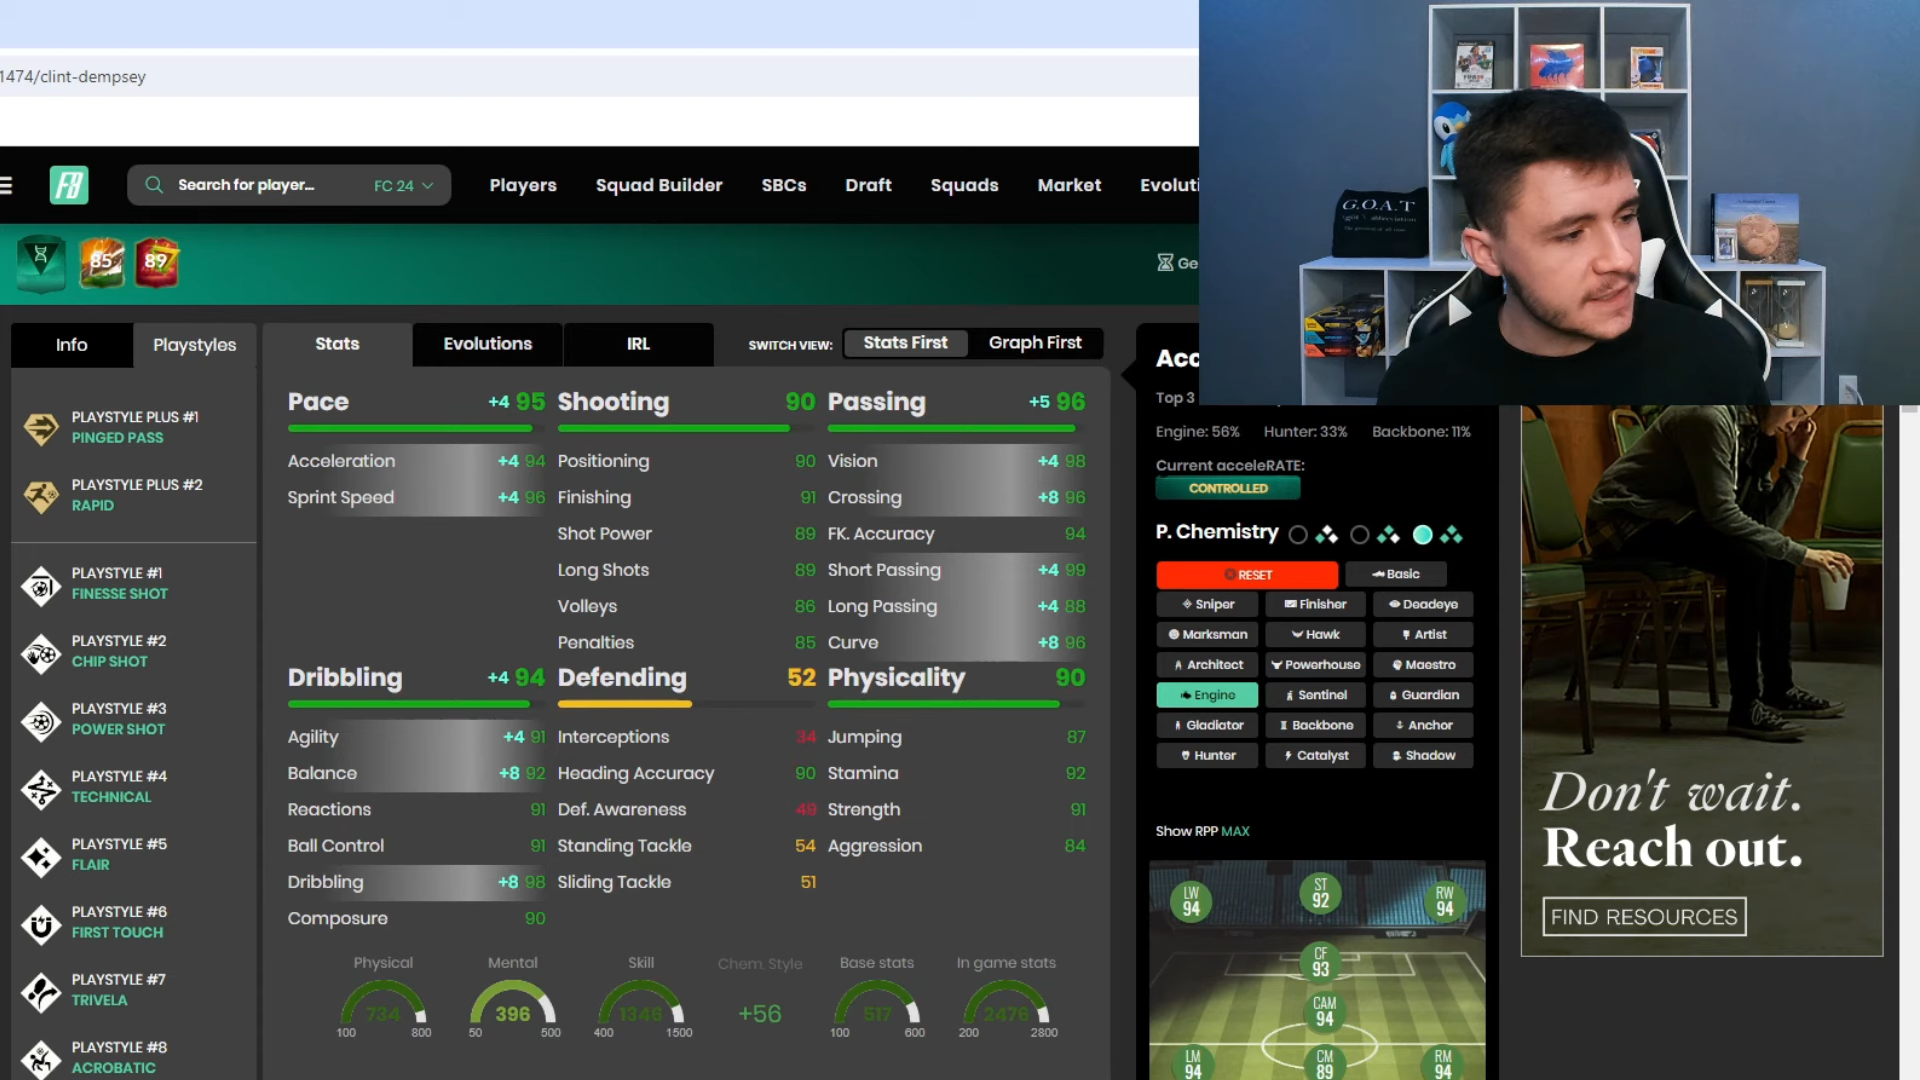 1474/clint-dempsey
FB
Search for player...
FC 24
Players
Squad Builder
SBCs
Draft
Squads
Market
Evoluti
85
89
Ge
Info
Playstyles
Stats
Evolutions
IRL
SWITCH VIEW:
Stats First
Graph First
PLAYSTYLE PLUS #1
PINGED PASS
PLAYSTYLE PLUS #2
RAPID
PLAYSTYLE #1
FINESSE SHOT
PLAYSTYLE #2
CHIP SHOT
PLAYSTYLE #3
POWER SHOT
PLAYSTYLE #4
TECHNICAL
PLAYSTYLE #5
FLAIR
PLAYSTYLE #6
FIRST TOUCH
PLAYSTYLE #7
TRIVELA
PLAYSTYLE #8
ACROBATIC
Pace +4 95
Acceleration +4 94
Sprint Speed +4 96
Shooting 90
Positioning 90
Finishing 91
Shot Power 89
Long Shots 89
Volleys 86
Penalties 85
Passing +5 96
Vision +4 98
Crossing +8 96
FK. Accuracy 94
Short Passing +4 99
Long Passing +4 88
Curve +8 96
Dribbling +4 94
Agility +4 91
Balance +8 92
Reactions 91
Ball Control 91
Dribbling +8 98
Composure 90
Defending 52
Interceptions 34
Heading Accuracy 90
Def. Awareness 49
Standing Tackle 54
Sliding Tackle 51
Physicality 90
Jumping 87
Stamina 92
Strength 91
Aggression 84
Physical
734
100 800
Mental
396
50 500
Skill
1346
400 1500
Chem. Style
+56
Base stats
517
100 600
In game stats
2476
200 2800
Acc
Top 3
Engine: 56% Hunter: 33% Backbone: 11%
Current acceleRATE:
CONTROLLED
P. Chemistry
RESET Basic
Sniper Finisher Deadeye
Marksman Hawk Artist
Architect Powerhouse Maestro
Engine Sentinel Guardian
Gladiator Backbone Anchor
Hunter Catalyst Shadow
Show RPP MAX
LW
94
ST
92
RW
94
CF
93
CAM
94
LM
94
CM
89
RM
94
G.O.A.T
Don't wait.
Reach out.
FIND RESOURCES